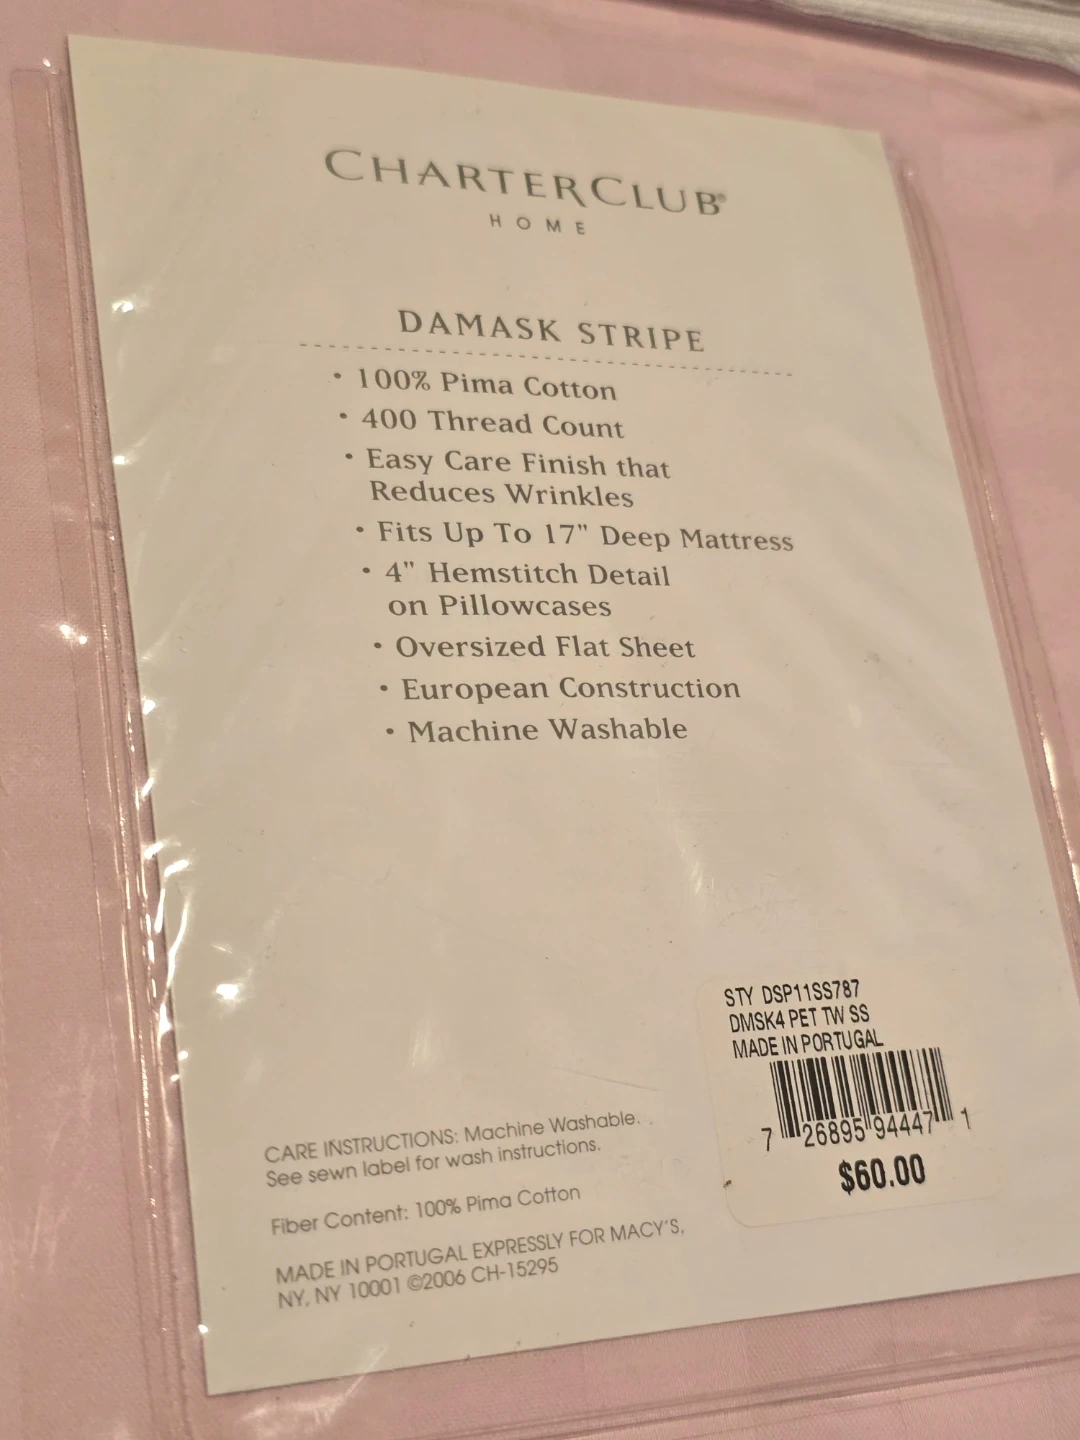 CHARTERCLUB®
HOME
DAMASK STRIPE
• 100% Pima Cotton
• 400 Thread Count
• Easy Care Finish that
Reduces Wrinkles
• Fits Up To 17" Deep Mattress
• 4" Hemstitch Detail
on Pillowcases
• Oversized Flat Sheet
• European Construction
• Machine Washable
STY DSP11SS787
DMSK4 PET TW SS
MADE IN PORTUGAL
7 26895 94447 1
$60.00
CARE INSTRUCTIONS: Machine Washable.
See sewn label for wash instructions.
Fiber Content: 100% Pima Cotton
MADE IN PORTUGAL EXPRESSLY FOR MACY'S,
NY, NY 10001 ©2006 CH-15295